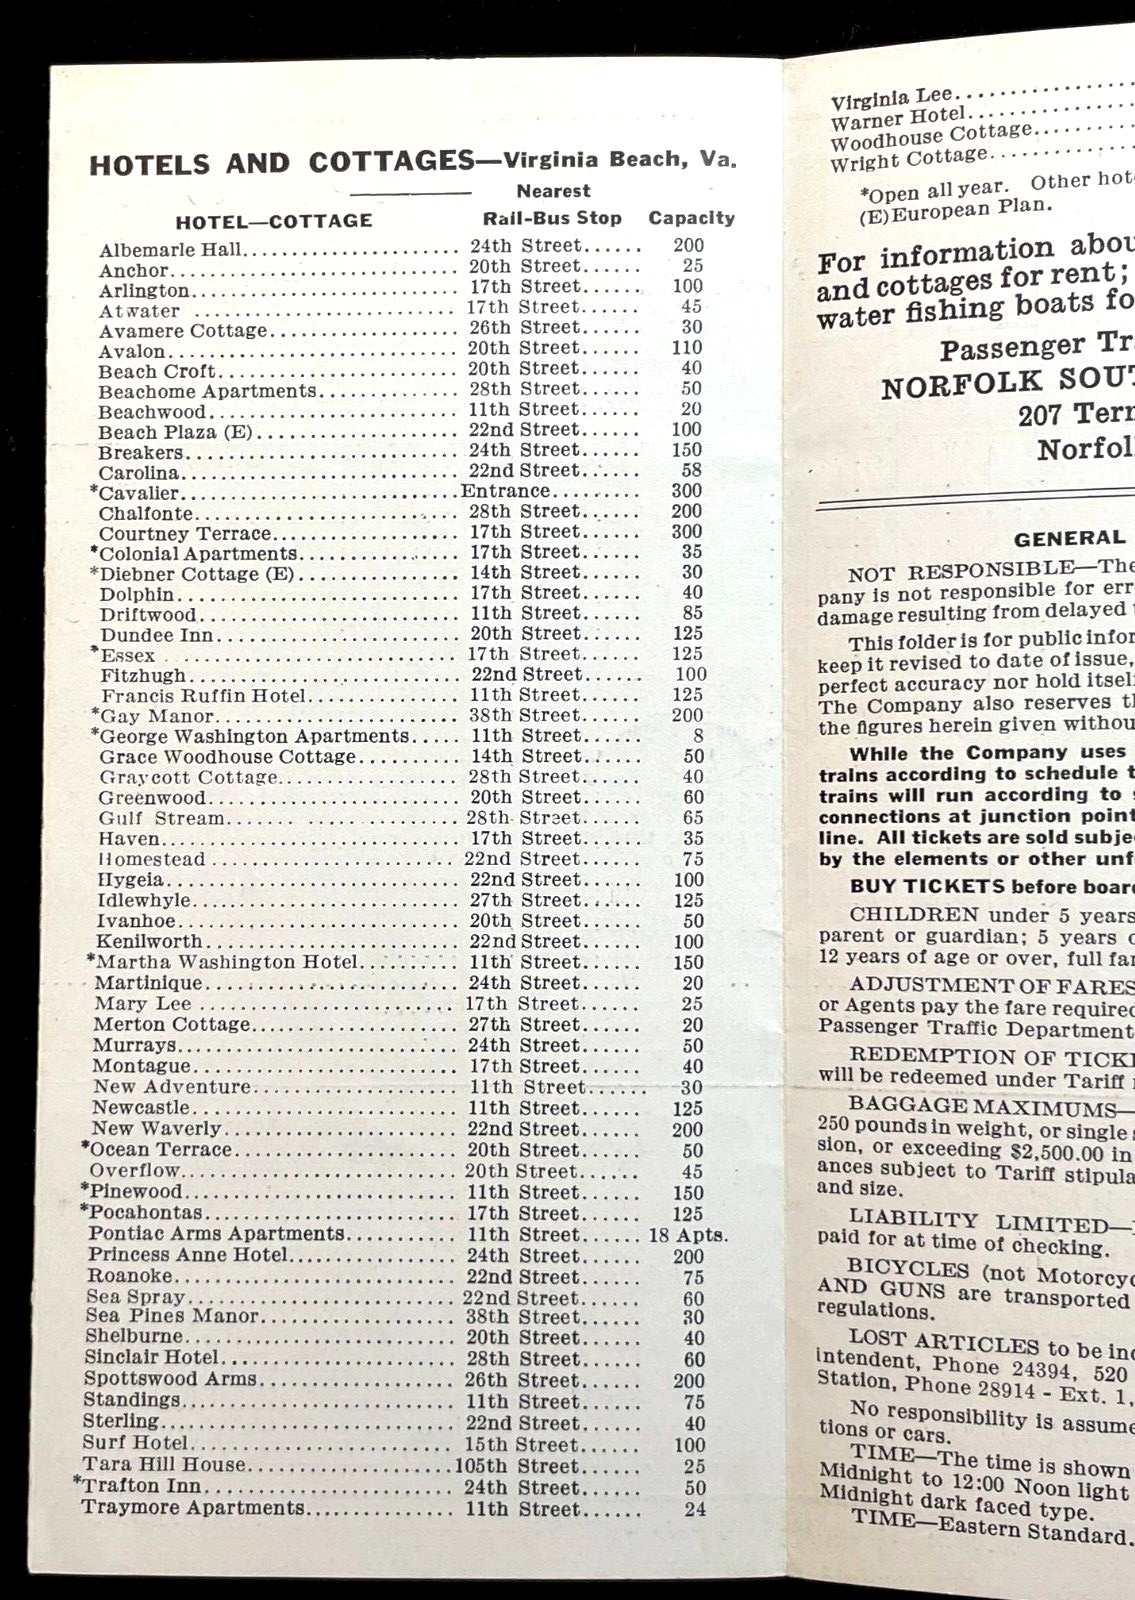 HOTELS AND COTTAGES—Virginia Beach, Va.
Nearest
HOTEL—COTTAGE Rail-Bus Stop Capacity
Albemarle Hall 24th Street 200
Anchor 20th Street 25
Arlington 17th Street 100
Atwater 17th Street 45
Avamere Cottage 26th Street 30
Avalon 20th Street 110
Beach Croft 20th Street 40
Beachome Apartments 28th Street 50
Beachwood 11th Street 20
Beach Plaza (E) 22nd Street 100
Breakers 24th Street 150
Carolina 22nd Street 58
*Cavalier Entrance 300
Chalfonte 28th Street 200
Courtney Terrace 17th Street 300
*Colonial Apartments 17th Street 35
*Diebner Cottage (E) 14th Street 30
Dolphin 17th Street 40
Driftwood 11th Street 85
Dundee Inn 20th Street 125
*Essex 17th Street 125
Fitzhugh 22nd Street 100
Francis Ruffin Hotel 11th Street 125
*Gay Manor 38th Street 200
*George Washington Apartments 11th Street 8
Grace Woodhouse Cottage 14th Street 50
Graycott Cottage 28th Street 40
Greenwood 20th Street 60
Gulf Stream 28th Street 65
Haven 17th Street 35
Homestead 22nd Street 75
Hygeia 22nd Street 100
Idlewhyle 27th Street 125
Ivanhoe 20th Street 50
Kenilworth 22nd Street 100
*Martha Washington Hotel 11th Street 150
Martinique 24th Street 20
Mary Lee 17th Street 25
Merton Cottage 27th Street 20
Murrays 24th Street 50
Montague 17th Street 40
New Adventure 11th Street 30
Newcastle 11th Street 125
New Waverly 22nd Street 200
*Ocean Terrace 20th Street 50
Overflow 20th Street 45
*Pinewood 11th Street 150
*Pocahontas 17th Street 125
Pontiac Arms Apartments 11th Street 18 Apts.
Princess Anne Hotel 24th Street 200
Roanoke 22nd Street 75
Sea Spray 22nd Street 60
Sea Pines Manor 38th Street 30
Shelburne 20th Street 40
Sinclair Hotel 28th Street 60
Spottswood Arms 26th Street 200
Standings 11th Street 75
Sterling 22nd Street 40
Surf Hotel 15th Street 100
Tara Hill House 105th Street 25
*Trafton Inn 24th Street 50
Traymore Apartments 11th Street 24
Virginia Lee
Warner Hotel
Woodhouse Cottage
Wright Cottage
*Open all year. Other hot
(E) European Plan.
For information abou
and cottages for rent;
water fishing boats fo
Passenger Tr
NORFOLK SOUT
207 Tern
Norfol
GENERAL
NOT RESPONSIBLE—The
pany is not responsible for err
damage resulting from delayed
This folder is for public infor
keep it revised to date of issue,
perfect accuracy nor hold itsel
The Company also reserves th
the figures herein given withou
While the Company uses
trains according to schedule t
trains will run according to
connections at junction point
line. All tickets are sold subje
by the elements or other unf
BUY TICKETS before board
CHILDREN under 5 years
parent or guardian; 5 years o
12 years of age or over, full far
ADJUSTMENT OF FARES
or Agents pay the fare required
Passenger Traffic Department
REDEMPTION OF TICKE
will be redeemed under Tariff
BAGGAGE MAXIMUMS—
250 pounds in weight, or single
sion, or exceeding $2,500.00 in
ances subject to Tariff stipula
and size.
LIABILITY LIMITED—
paid for at time of checking.
BICYCLES (not Motorcyc
AND GUNS are transported
regulations.
LOST ARTICLES to be inq
intendent, Phone 24394, 520
Station, Phone 28914 - Ext. 1,
No responsibility is assume
tions or cars.
TIME—The time is shown
Midnight to 12:00 Noon light
Midnight dark faced type.
TIME—Eastern Standard.